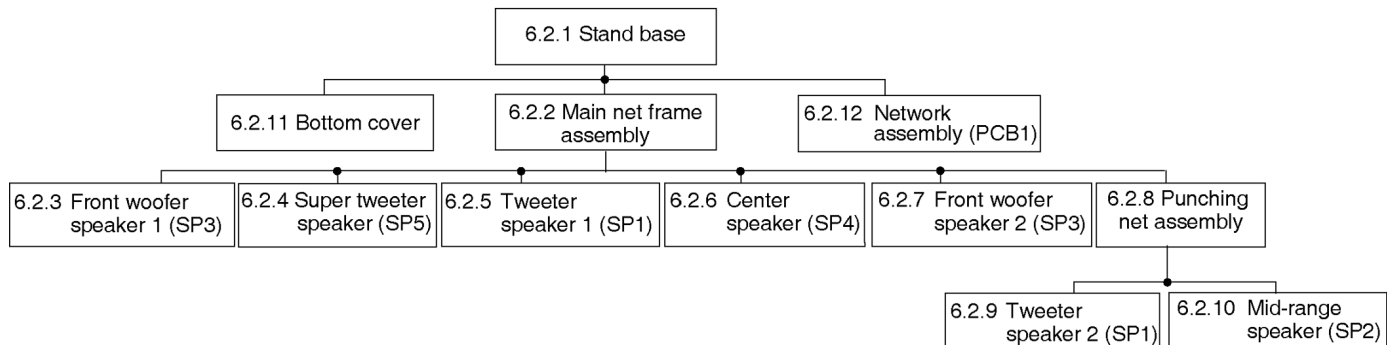 6.2.1 Stand base
6.2.11 Bottom cover
6.2.2 Main net frame
assembly
6.2.12 Network
assembly (PCB1)
6.2.3 Front woofer
speaker 1 (SP3)
6.2.4 Super tweeter
speaker (SP5)
6.2.5 Tweeter
speaker 1 (SP1)
6.2.6 Center
speaker (SP4)
6.2.7 Front woofer
speaker 2 (SP3)
6.2.8 Punching
net assembly
6.2.9 Tweeter
speaker 2 (SP1)
6.2.10 Mid-range
speaker (SP2)